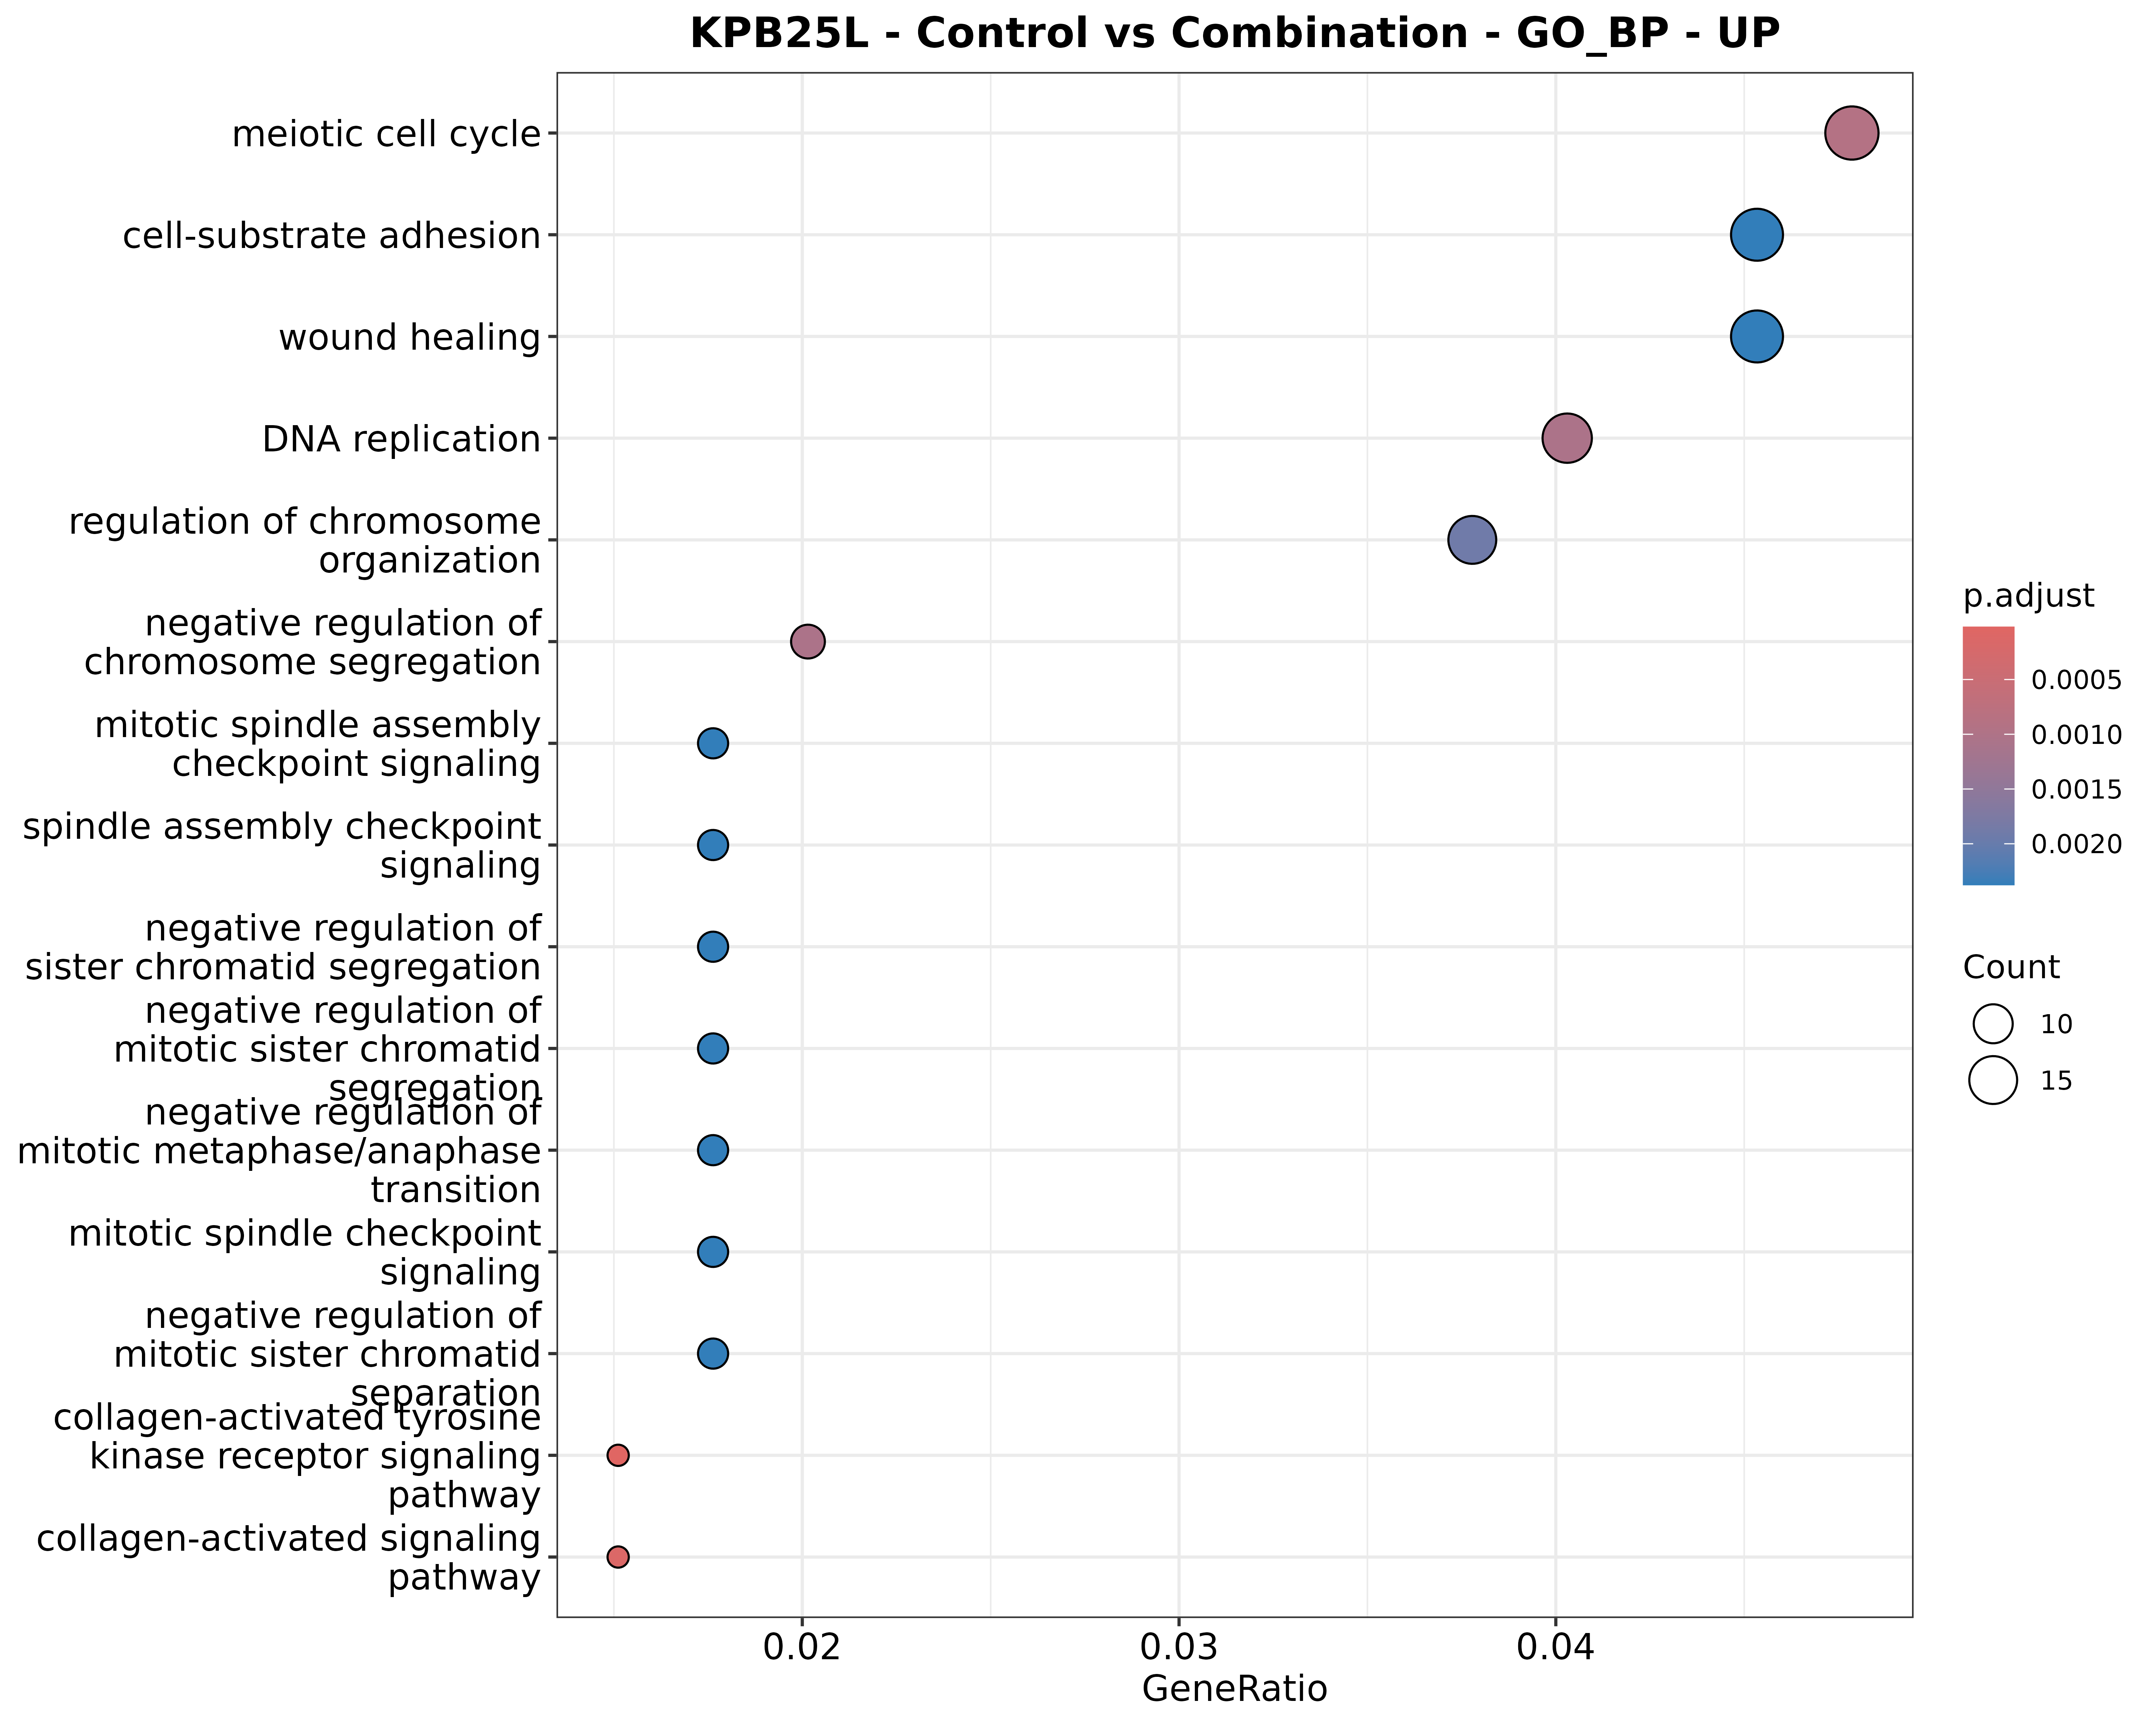 KPB25L - Control vs Combination - GO_BP - UP
meiotic cell cycle
cell-substrate adhesion
wound healing
DNA replication
regulation of chromosome
organization
negative regulation of
chromosome segregation
mitotic spindle assembly
checkpoint signaling
spindle assembly checkpoint
signaling
negative regulation of
sister chromatid segregation
negative regulation of
mitotic sister chromatid
segregation
negative regulation of
mitotic metaphase/anaphase
transition
mitotic spindle checkpoint
signaling
negative regulation of
mitotic sister chromatid
separation
collagen-activated tyrosine
kinase receptor signaling
pathway
collagen-activated signaling
pathway
0.02
0.03
0.04
GeneRatio
p.adjust
0.0005
0.0010
0.0015
0.0020
Count
10
15